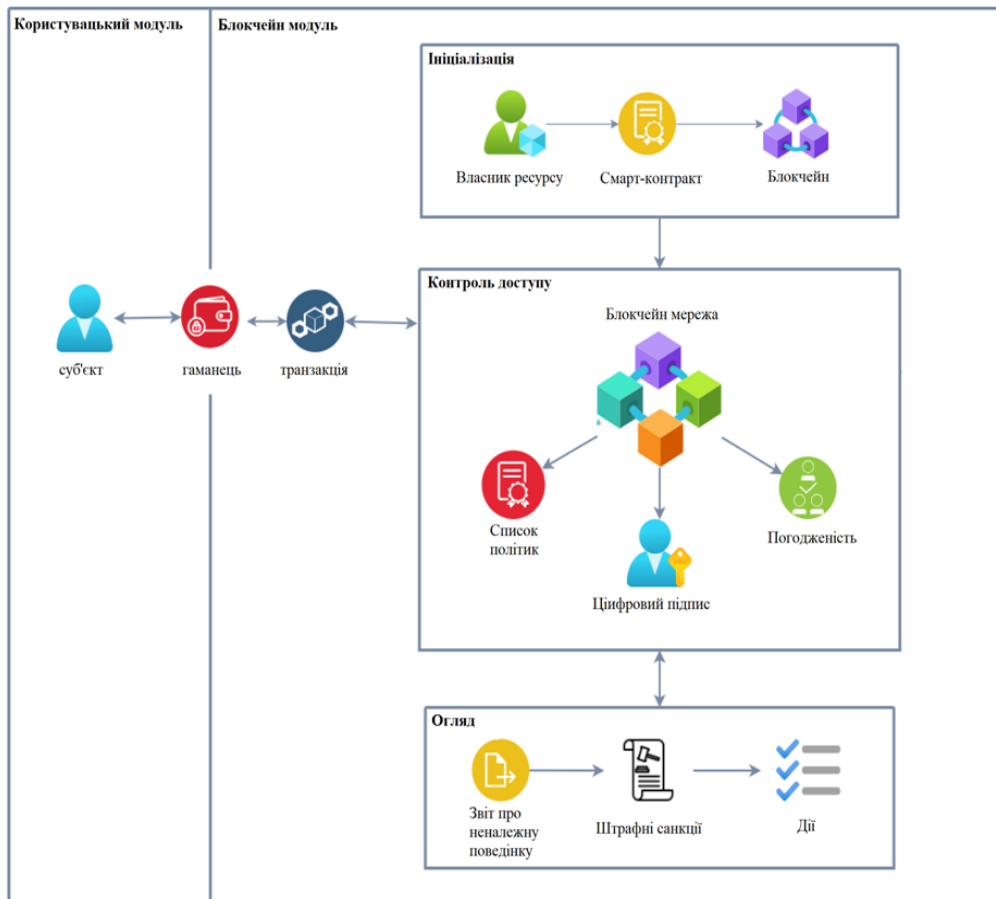 Користувацький модуль
Блокчейн модуль
Ініціалізація
Власник ресурсу
Смарт-контракт
Блокчейн
Контроль доступу
Блокчейн мережа
суб'єкт
гаманець
транзакція
Список
політик
Погодженість
Ціифровий підпис
Огляд
Звіт про
неналежну
поведінку
Штрафні санкції
Дії